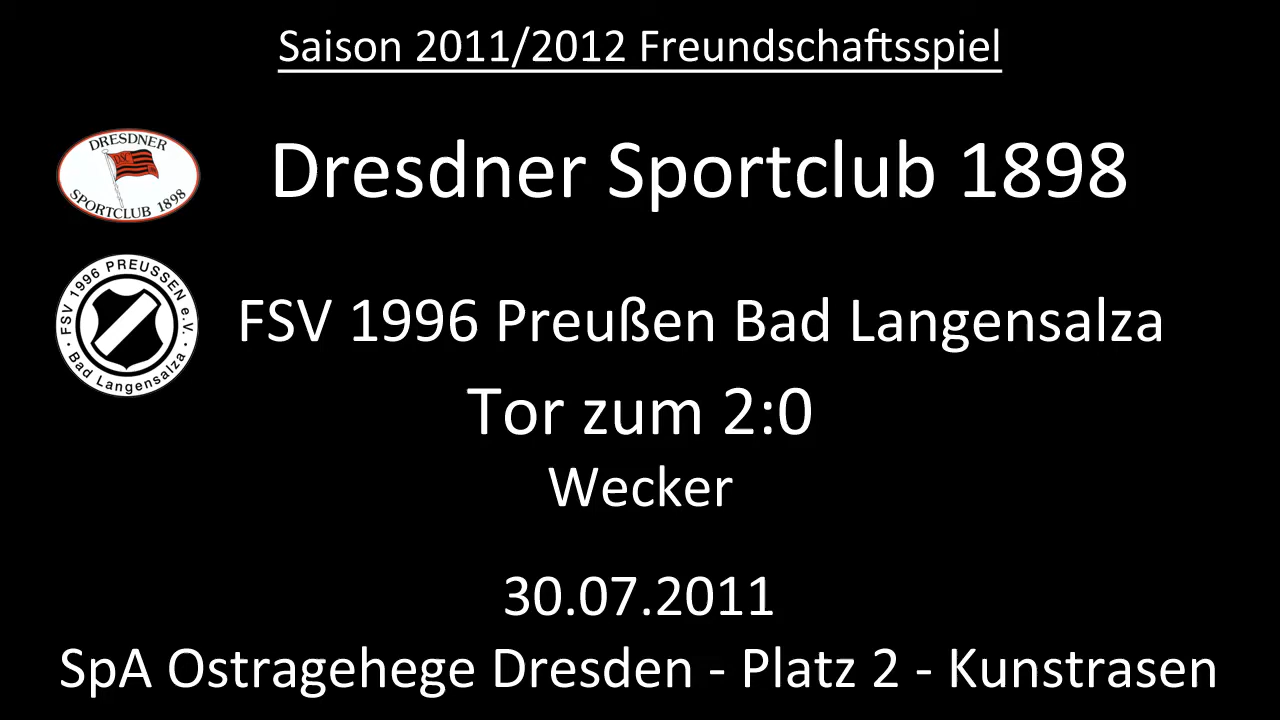 Saison 2011/2012 Freundschaftsspiel
DRESDNER
SPORTCLUB 1898
Dresdner Sportclub 1898
FSV 1996 PREUSSEN e.V.
Bad Langensalza
FSV 1996 Preußen Bad Langensalza
Tor zum 2:0
Wecker
30.07.2011
SpA Ostragehege Dresden - Platz 2 - Kunstrasen